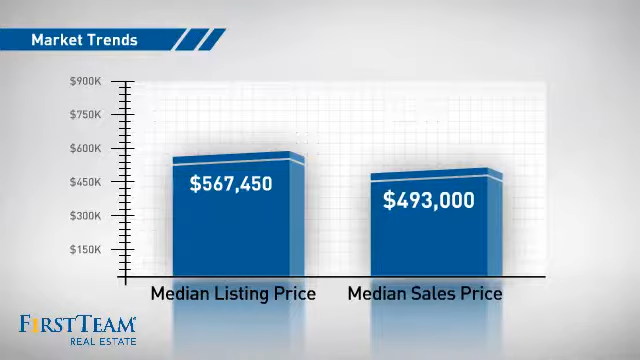 Market Trends
$900K
$750K
$600K
$450K
$300K
$150K
$567,450
$493,000
Median Listing Price
Median Sales Price
FIRSTTEAM®
REAL ESTATE